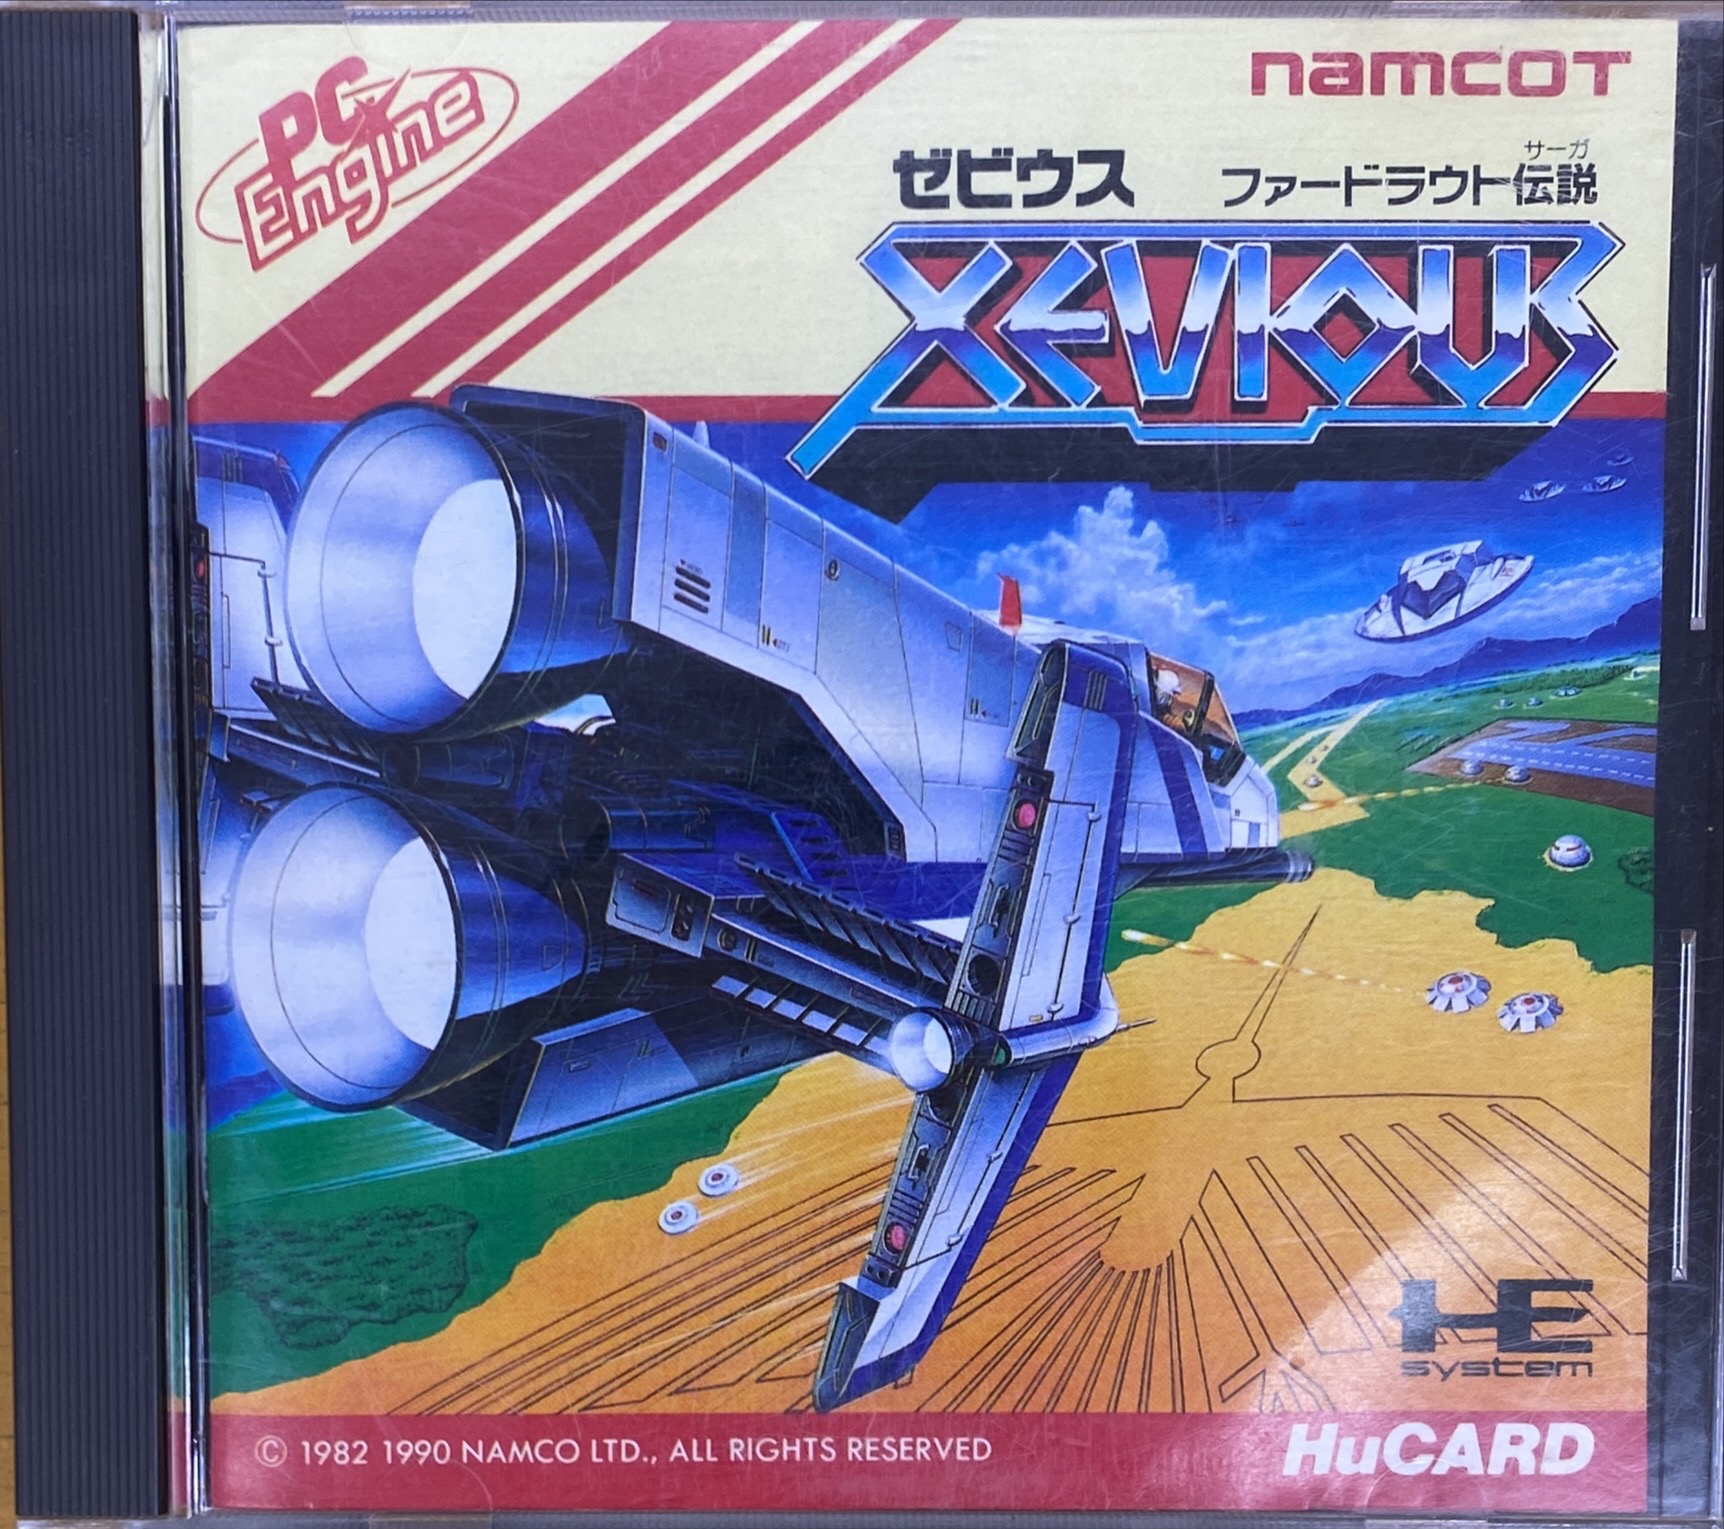 PC Engine
namcot
サーガ
ゼビウス ファードラウト伝説
XEVIOUS
HE
system
HuCARD
© 1982 1990 NAMCO LTD., ALL RIGHTS RESERVED